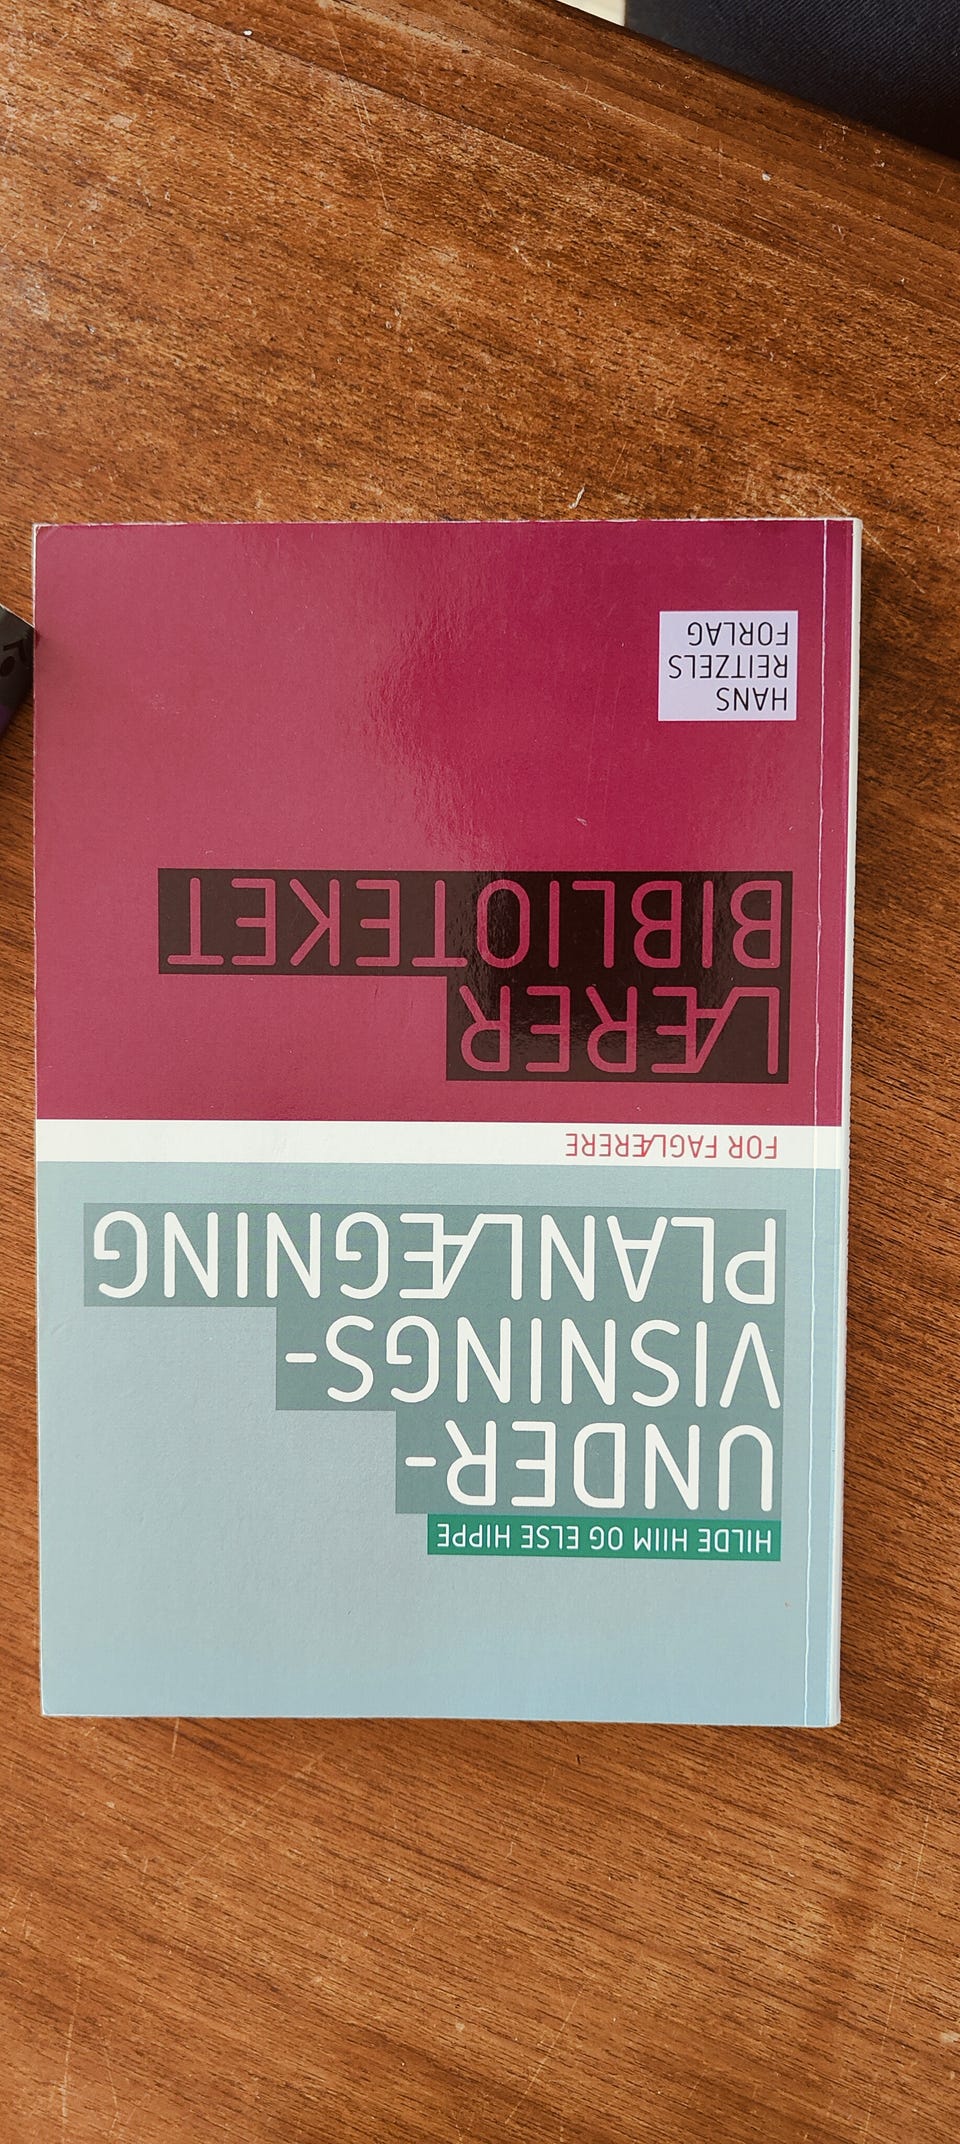 HILDE HIIM OG ELSE HIPPE
UNDER-
VISNINGS-
PLANLÆGNING
FOR FAGLÆRERE
LÆRER
BIBLIOTEKET
HANS
REITZELS
FORLAG